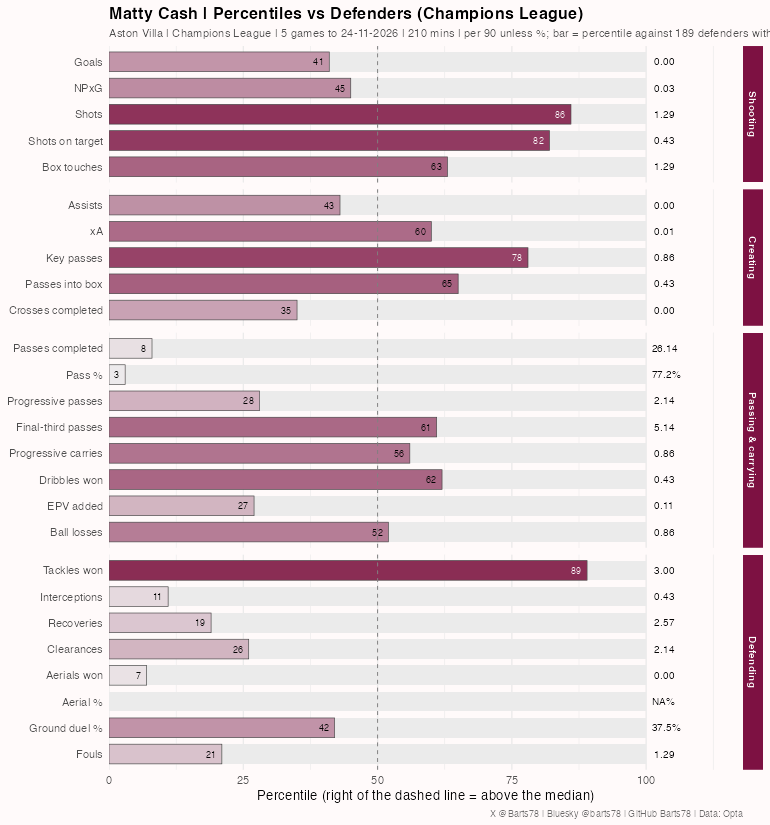 Matty Cash | Percentiles vs Defenders (Champions League)
Aston Villa | Champions League | 5 games to 24-11-2026 | 210 mins | per 90 unless %; bar = percentile against 189 defenders with
Goals 41 0.00
NPxG 45 0.03
Shots 86 1.29
Shots on target 82 0.43
Box touches 63 1.29
Shooting
Assists 43 0.00
xA 60 0.01
Key passes 78 0.86
Passes into box 65 0.43
Crosses completed 35 0.00
Creating
Passes completed 8 26.14
Pass % 3 77.2%
Progressive passes 28 2.14
Final-third passes 61 5.14
Progressive carries 56 0.86
Dribbles won 62 0.43
EPV added 27 0.11
Ball losses 52 0.86
Passing & carrying
Tackles won 89 3.00
Interceptions 11 0.43
Recoveries 19 2.57
Clearances 26 2.14
Aerials won 7 0.00
Aerial % NA%
Ground duel % 42 37.5%
Fouls 21 1.29
Defending
0 25 50 75 100
Percentile (right of the dashed line = above the median)
X @Barts78 | Bluesky @barts78 | GitHub Barts78 | Data: Opta